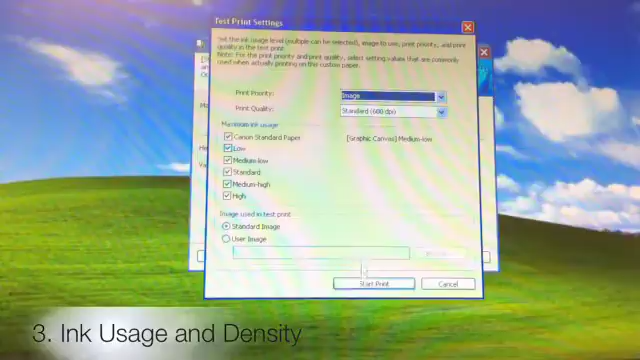 Test Print Settings
Set the ink usage level (multiple can be selected), image to use, print priority, and print
quality in the test print
Note: For the print priority and print quality, select setting values that are commonly
used when actually printing on this custom paper.
Print Priority:
Image
Print Quality:
Standard (600 dpi)
Maximum ink usage
Canon Standard Paper
[Graphic Canvas] Medium-low
Low
Medium-low
Standard
Medium-high
High
Image used in test print
Standard Image
User Image
Start Print
Cancel
3. Ink Usage and Density